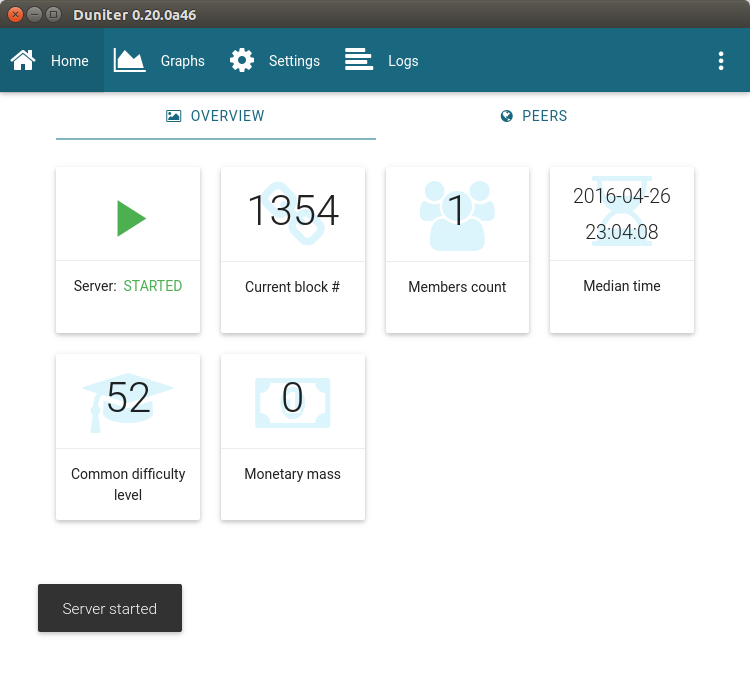 Duniter 0.20.0a46
Home Graphs Settings Logs
OVERVIEW PEERS
1354
1
2016-04-26
23:04:08
Server: STARTED
Current block #
Members count
Median time
52
0
Common difficulty
level
Monetary mass
Server started